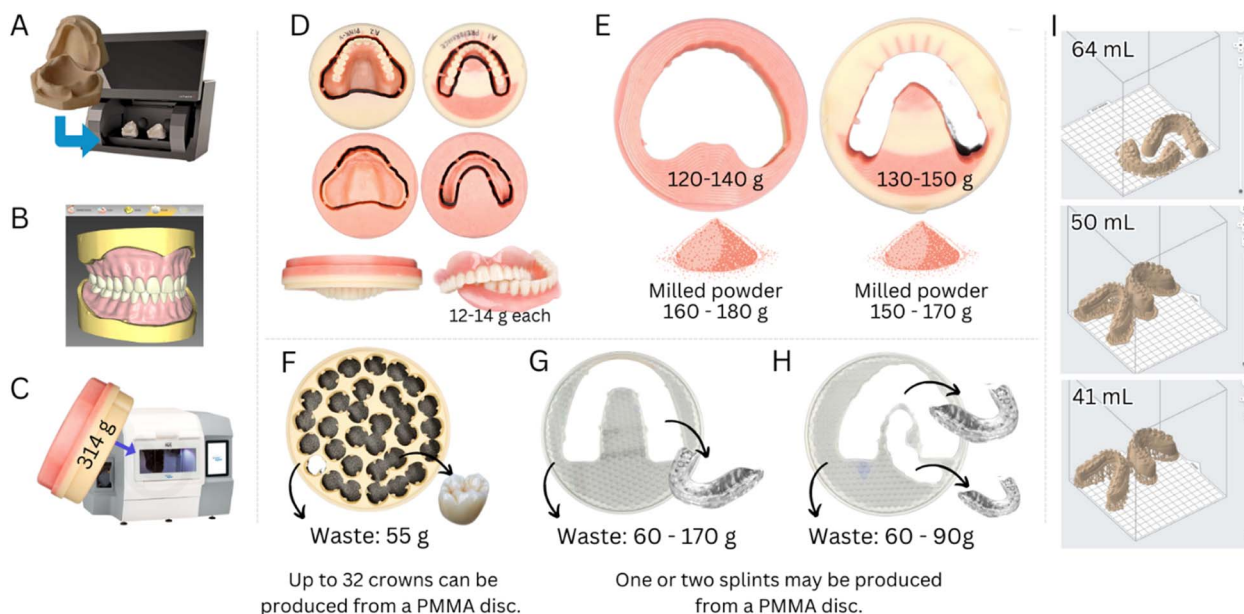 A
B
C
314 g
D
12-14 g each
E
120-140 g
130-150 g
Milled powder
160 - 180 g
Milled powder
150 - 170 g
F
Waste: 55 g
Up to 32 crowns can be
produced from a PMMA disc.
G
Waste: 60 - 170 g
H
Waste: 60 - 90g
One or two splints may be produced
from a PMMA disc.
I
64 mL
50 mL
41 mL